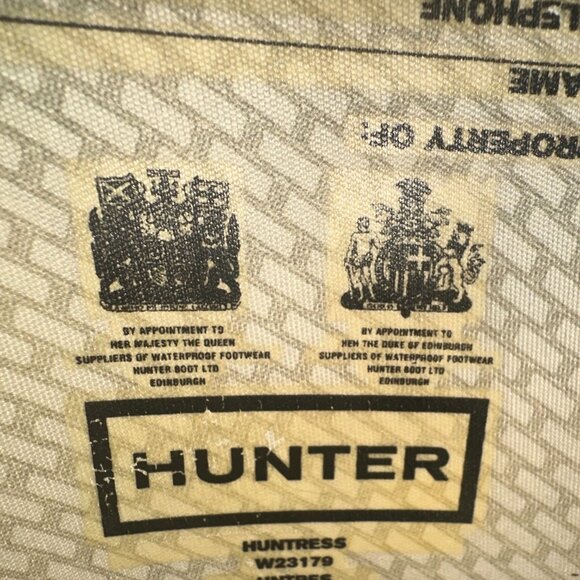 LEPHONE
AME
ROPERTY OF:
BY APPOINTMENT TO
HER MAJESTY THE QUEEN
SUPPLIERS OF WATERPROOF FOOTWEAR
HUNTER BOOT LTD
EDINBURGH
BY APPOINTMENT TO
HRH THE DUKE OF EDINBURGH
SUPPLIERS OF WATERPROOF FOOTWEAR
HUNTER BOOT LTD
EDINBURGH
HUNTER
HUNTRESS
W23179